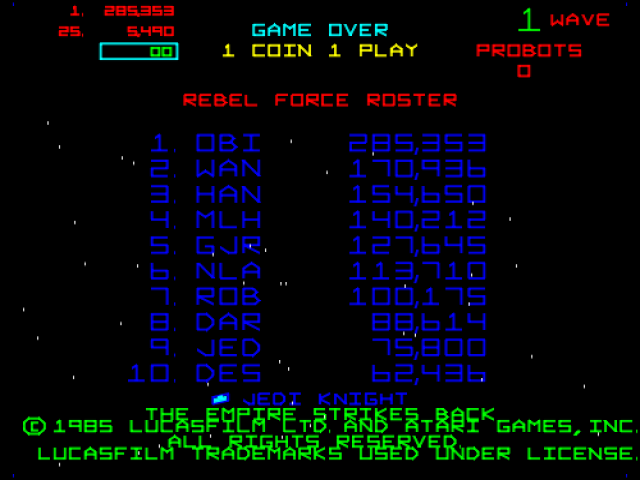 1. 285,353
25. 5,490
00
GAME OVER
1 COIN 1 PLAY
1 WAVE
PROBOTS
0
REBEL FORCE ROSTER
1. OBI 285,353
2. WAN 170,936
3. HAN 154,650
4. MLH 140,212
5. GJR 127,645
6. NLA 113,710
7. ROB 100,175
8. DAR 88,614
9. JED 75,800
10. DES 62,436
JEDI KNIGHT
THE EMPIRE STRIKES BACK
© 1985 LUCASFILM LTD AND ATARI GAMES, INC.
ALL RIGHTS RESERVED.
LUCASFILM TRADEMARKS USED UNDER LICENSE.